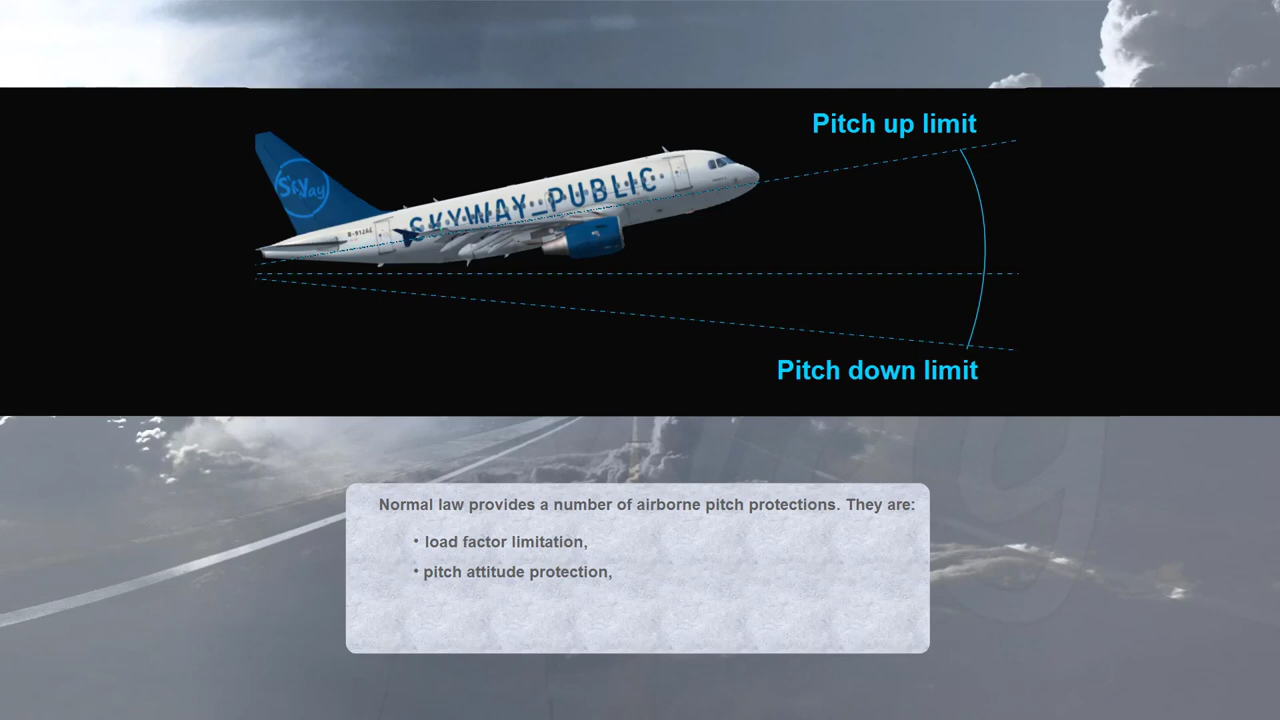 Pitch up limit
SkyWay
SKYWAY_PUBLIC
Pitch down limit
Normal law provides a number of airborne pitch protections. They are:
• load factor limitation,
• pitch attitude protection,